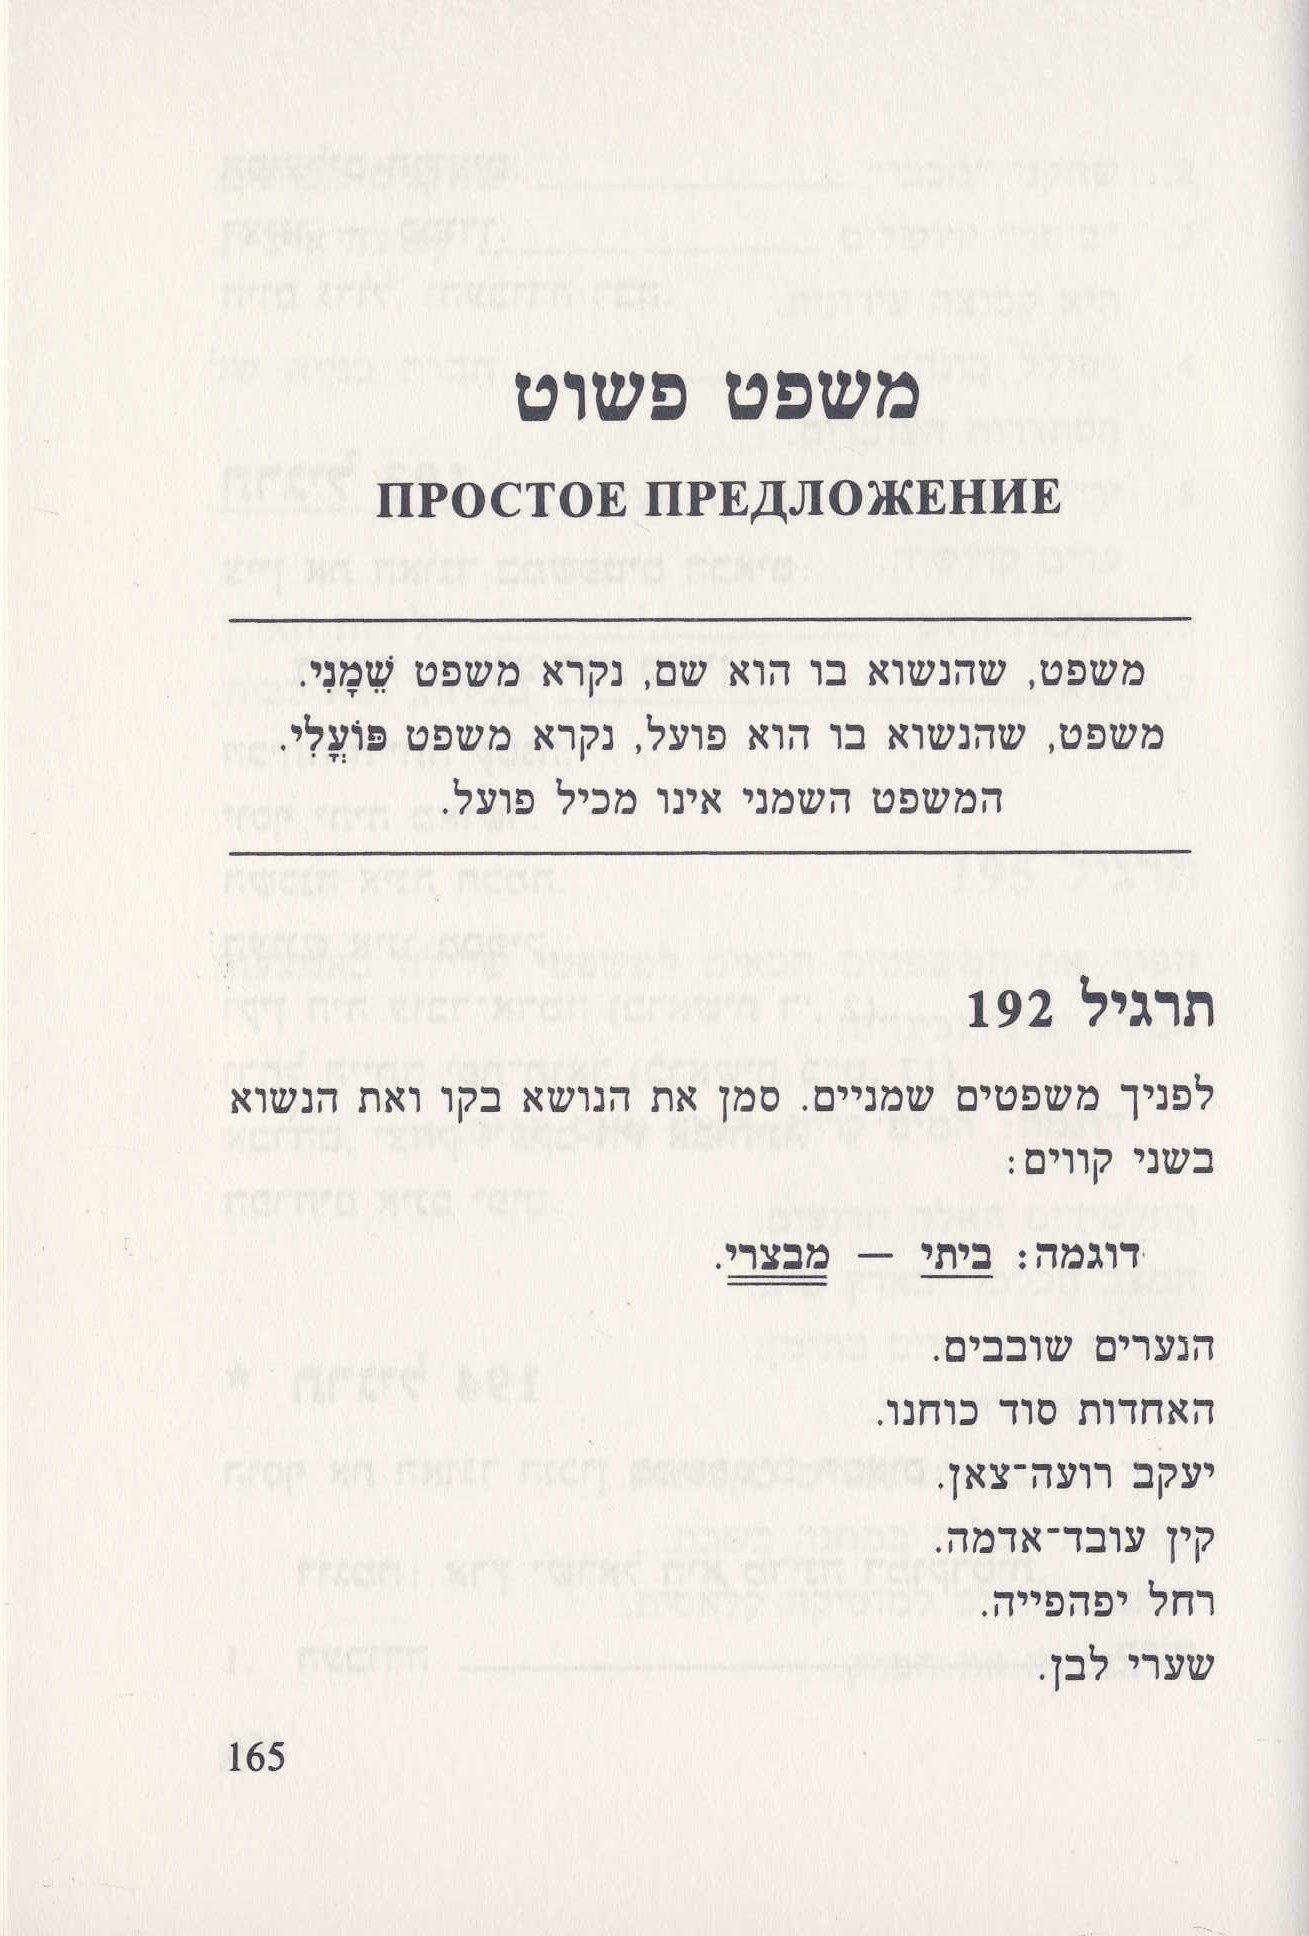 משפט פשוט
ПРОСТОЕ ПРЕДЛОЖЕНИЕ
משפט, שהנשוא בו הוא שם, נקרא משפט שֵׁמָנִי.
משפט, שהנשוא בו הוא פועל, נקרא משפט פּוֹעֳלִי.
המשפט השמני אינו מכיל פועל.
תרגיל 192
לפניך משפטים שמניים. סמן את הנושא בקו ואת הנשוא
בשני קווים:
דוגמה: ביתי — מבצרי.
הנערים שובבים.
האחדות סוד כוחנו.
יעקב רועה־צאן.
קין עובד־אדמה.
רחל יפהפייה.
שערי לבן.
165